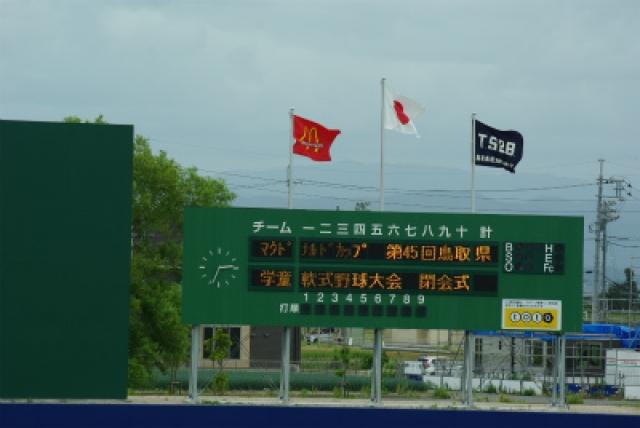 TSBB
チーム 一二三四五六七八九十 計
マクド ナルドカップ 第45回鳥取県
学童 軟式野球大会 閉会式
B H
S E
O Fc
1 2 3 4 5 6 7 8 9
打順
toto